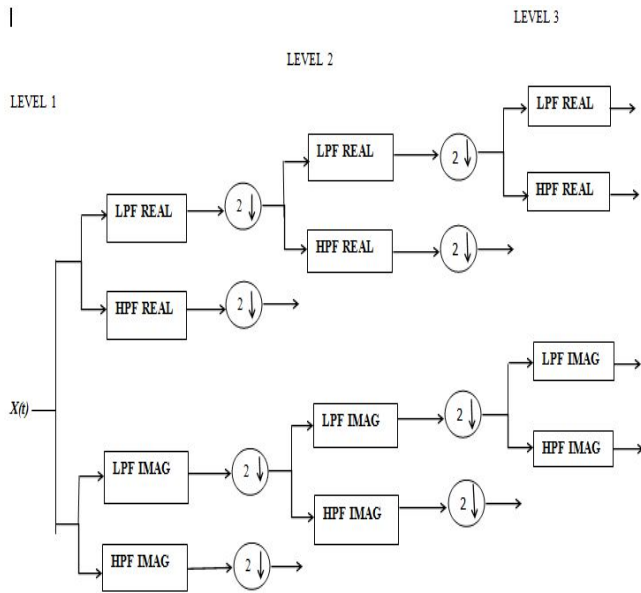 LEVEL 3
LEVEL 2
LEVEL 1
LPF REAL
LPF REAL
2
2
HPF REAL
LPF REAL
2
HPF REAL
2
HPF REAL
2
LPF IMAG
X(t)
LPF IMAG
2
HPF IMAG
LPF IMAG
2
HPF IMAG
2
HPF IMAG
2